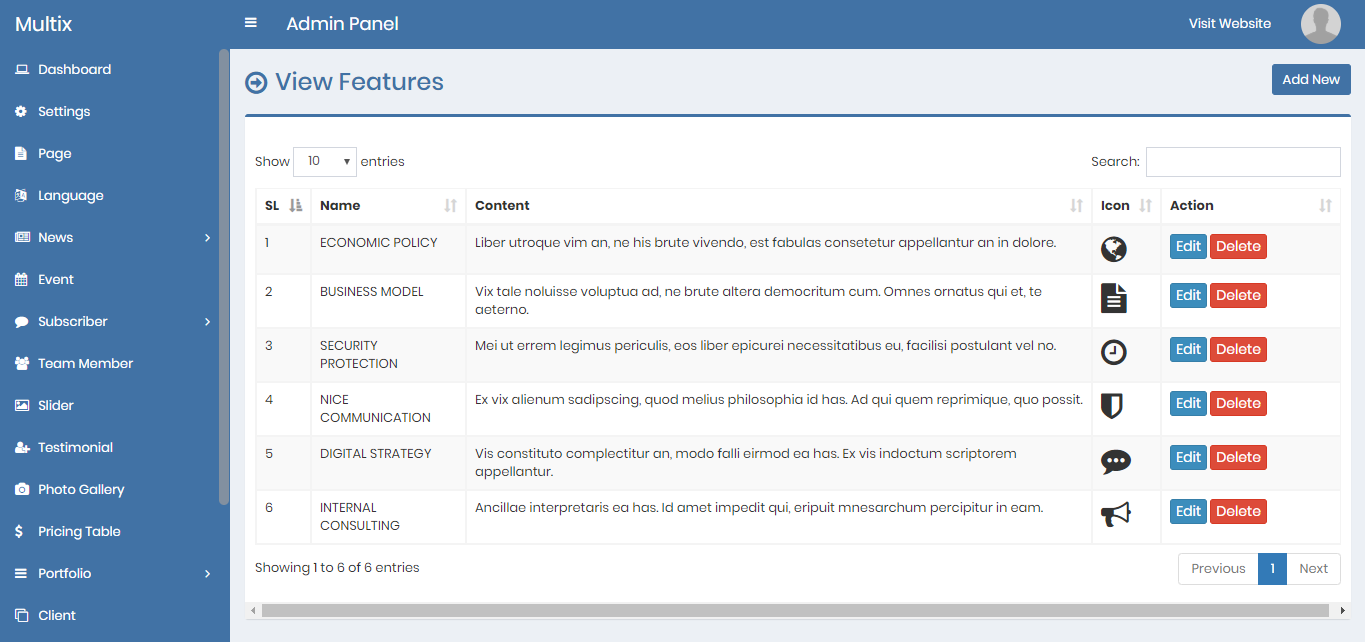 Multix
Admin Panel
Visit Website
Dashboard
Settings
Page
Language
News
Event
Subscriber
Team Member
Slider
Testimonial
Photo Gallery
Pricing Table
Portfolio
Client
View Features
Add New
Show 10 entries
Search:
SL Name Content Icon Action
1 ECONOMIC POLICY Liber utroque vim an, ne his brute vivendo, est fabulas consetetur appellantur an in dolore. Edit Delete
2 BUSINESS MODEL Vix tale noluisse voluptua ad, ne brute altera democritum cum. Omnes ornatus qui et, te Edit Delete
aeterno.
3 SECURITY Mei ut errem legimus periculis, eos liber epicurei necessitatibus eu, facilisi postulant vel no. Edit Delete
PROTECTION
4 NICE Ex vix alienum sadipscing, quod melius philosophia id has. Ad qui quem reprimique, quo possit. Edit Delete
COMMUNICATION
5 DIGITAL STRATEGY Vis constituto complectitur an, modo falli eirmod ea has. Ex vis indoctum scriptorem Edit Delete
appellantur.
6 INTERNAL Ancillae interpretaris ea has. Id amet impedit qui, eripuit mnesarchum percipitur in eam. Edit Delete
CONSULTING
Showing 1 to 6 of 6 entries
Previous 1 Next